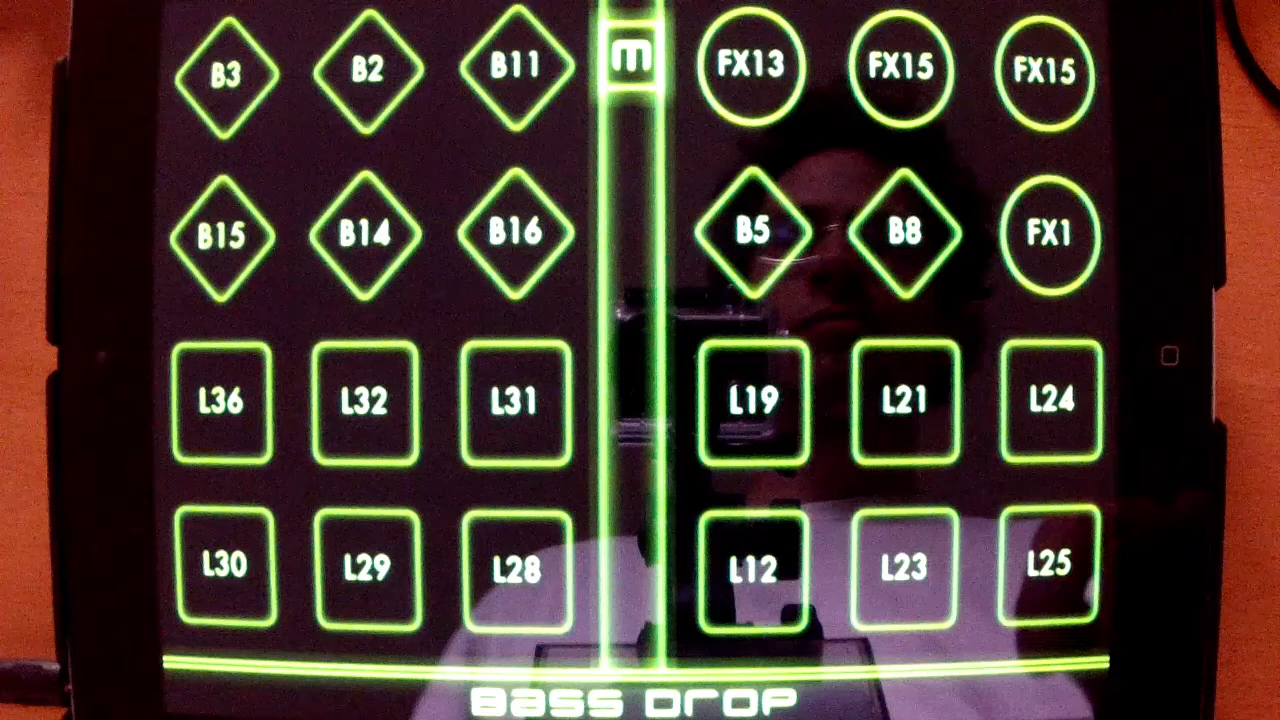 B3 B2 B11 m FX13 FX15 FX15
B15 B14 B16 B5 B8 FX1
L36 L32 L31 L19 L21 L24
L30 L29 L28 L12 L23 L25
Bass Drop